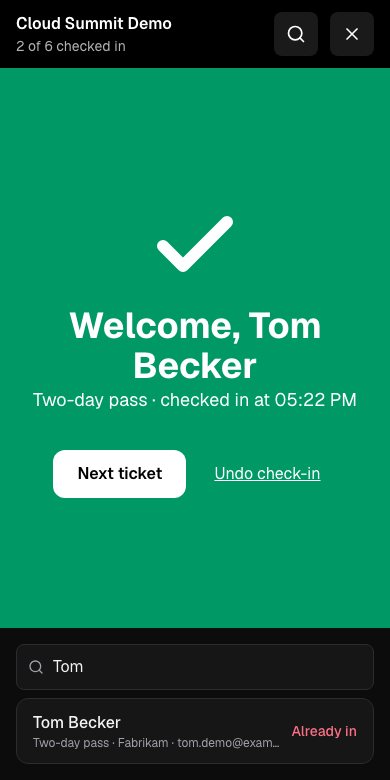 Cloud Summit Demo
2 of 6 checked in
Welcome, Tom
Becker
Two-day pass · checked in at 05:22 PM
Next ticket
Undo check-in
Tom
Tom Becker
Already in
Two-day pass · Fabrikam · tom.demo@exam...